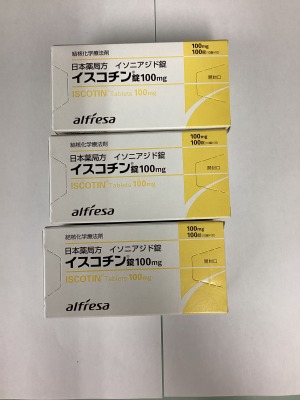 結核化学療法剤
日本薬局方 イソニアジド錠
イスコチン錠100mg
ISCOTIN Tablets 100mg
alfresa
100mg
100錠
開封口
結核化学療法剤
日本薬局方 イソニアジド錠
イスコチン錠100mg
ISCOTIN Tablets 100mg
alfresa
100mg
100錠
開封口
結核化学療法剤
日本薬局方 イソニアジド錠
イスコチン錠100mg
ISCOTIN Tablets 100mg
alfresa
100mg
100錠
開封口